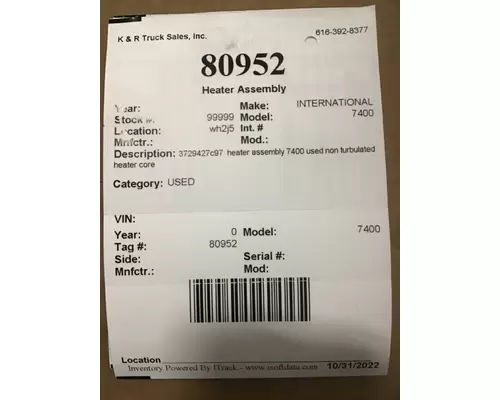 K & R Truck Sales, Inc. 616-392-8377
80952
Heater Assembly
Year: Make: INTERNATIONAL
Stock #: 99999 Model: 7400
Location: wh2j5 Int. #
Mnfctr.: Mod.:
Description: 3729427c97 heater assembly 7400 used non turbulated
heater core
Category: USED
VIN:
Year: 0 Model: 7400
Tag #: 80952
Side: Serial #:
Mnfct.: Mod:
Location
Inventory Powered By ITrack - www.isoftdata.com 10/31/2022